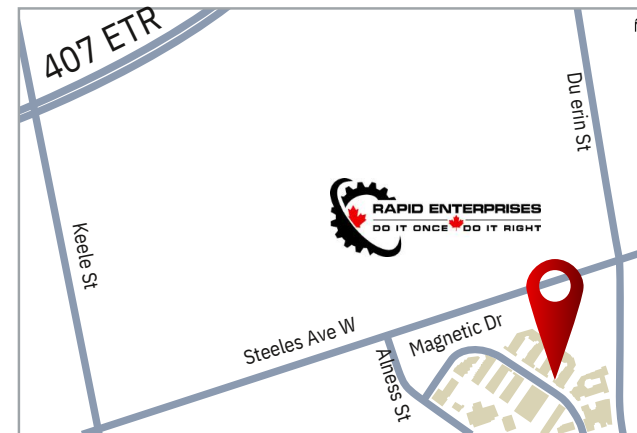 407 ETR
Du erin St
RAPID ENTERPRISES
DO IT ONCE DO IT RIGHT
Keele St
Steeles Ave W
Magnetic Dr
Alness St